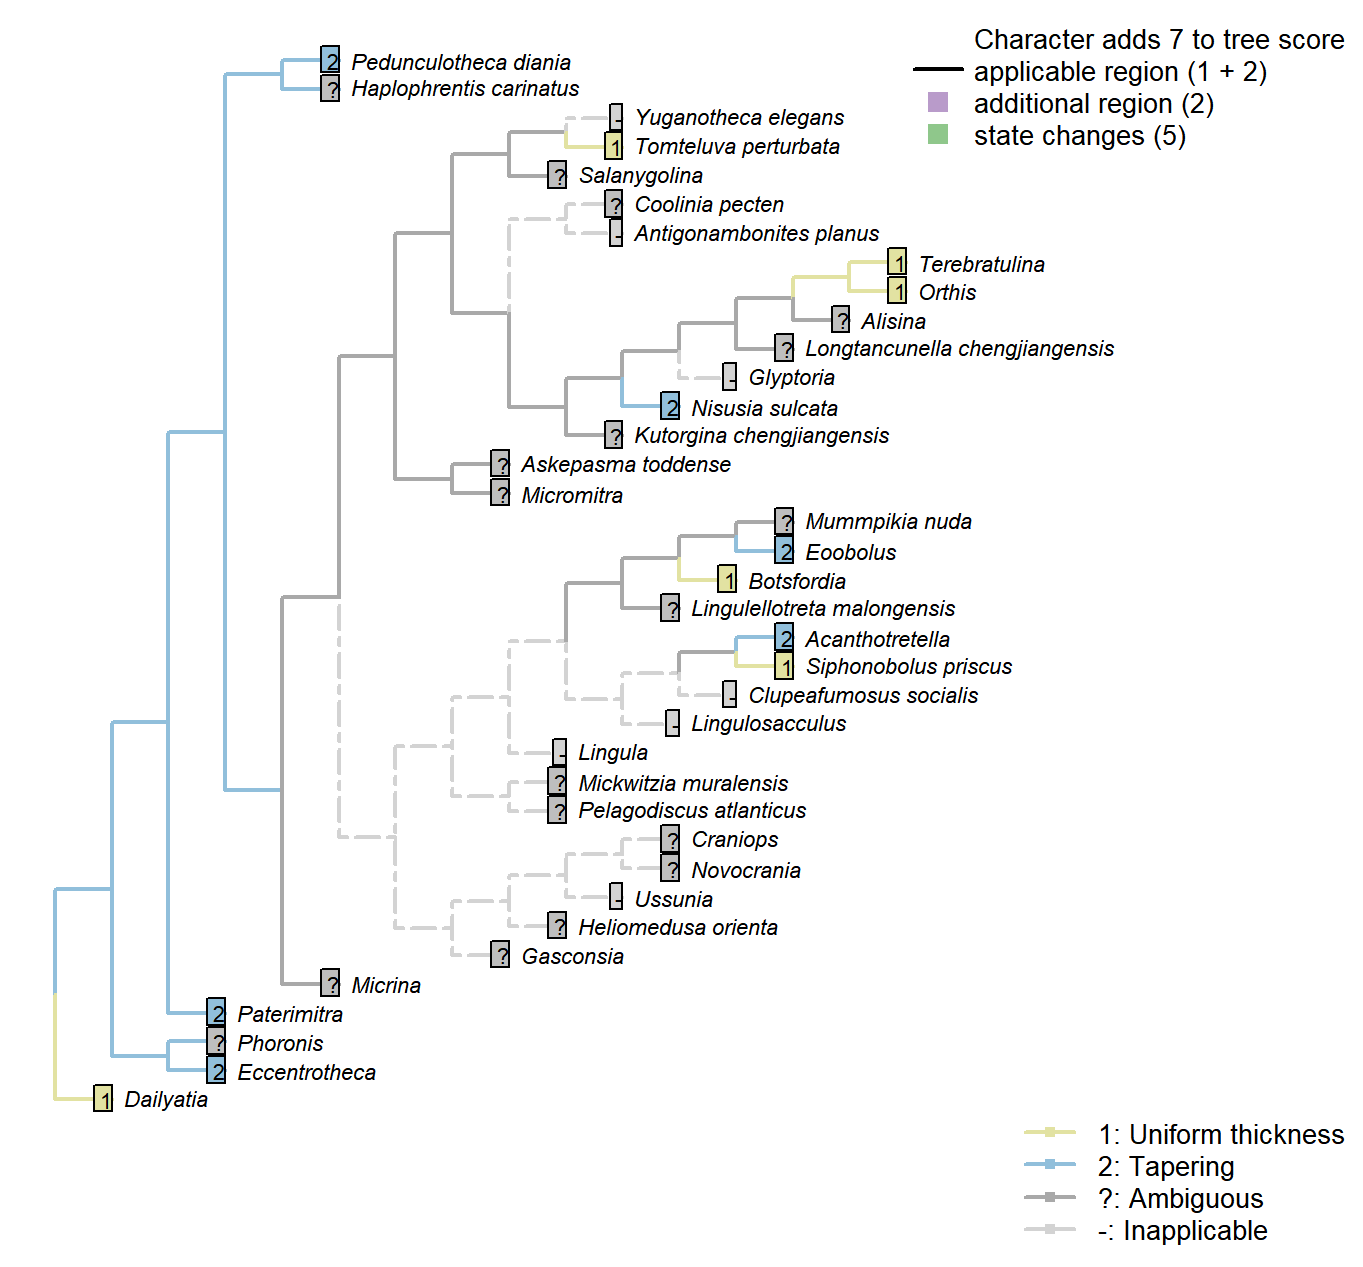 Character adds 7 to tree score
applicable region (1 + 2)
additional region (2)
state changes (5)
2 Pedunculotheca diania
? Haplophrentis carinatus
- Yuganotheca elegans
1 Tomteluva perturbata
? Salanygolina
? Coolinia pecten
- Antigonambonites planus
1 Terebratulina
1 Orthis
? Alisina
? Longtancunella chengjiangensis
- Glyptoria
2 Nisusia sulcata
? Kutorgina chengjiangensis
? Askepasma toddense
? Micromitra
? Mummpikia nuda
2 Eoobolus
1 Botsfordia
? Lingulellotreta malongensis
2 Acanthotretella
1 Siphonobolus priscus
- Clupeafumosus socialis
- Lingulosacculus
- Lingula
? Mickwitzia muralensis
? Pelagodiscus atlanticus
? Craniops
? Novocrania
- Ussunia
? Heliomedusa orienta
? Gasconsia
? Micrina
2 Paterimitra
? Phoronis
2 Eccentrotheca
1 Dailyatia
1: Uniform thickness
2: Tapering
?: Ambiguous
-: Inapplicable